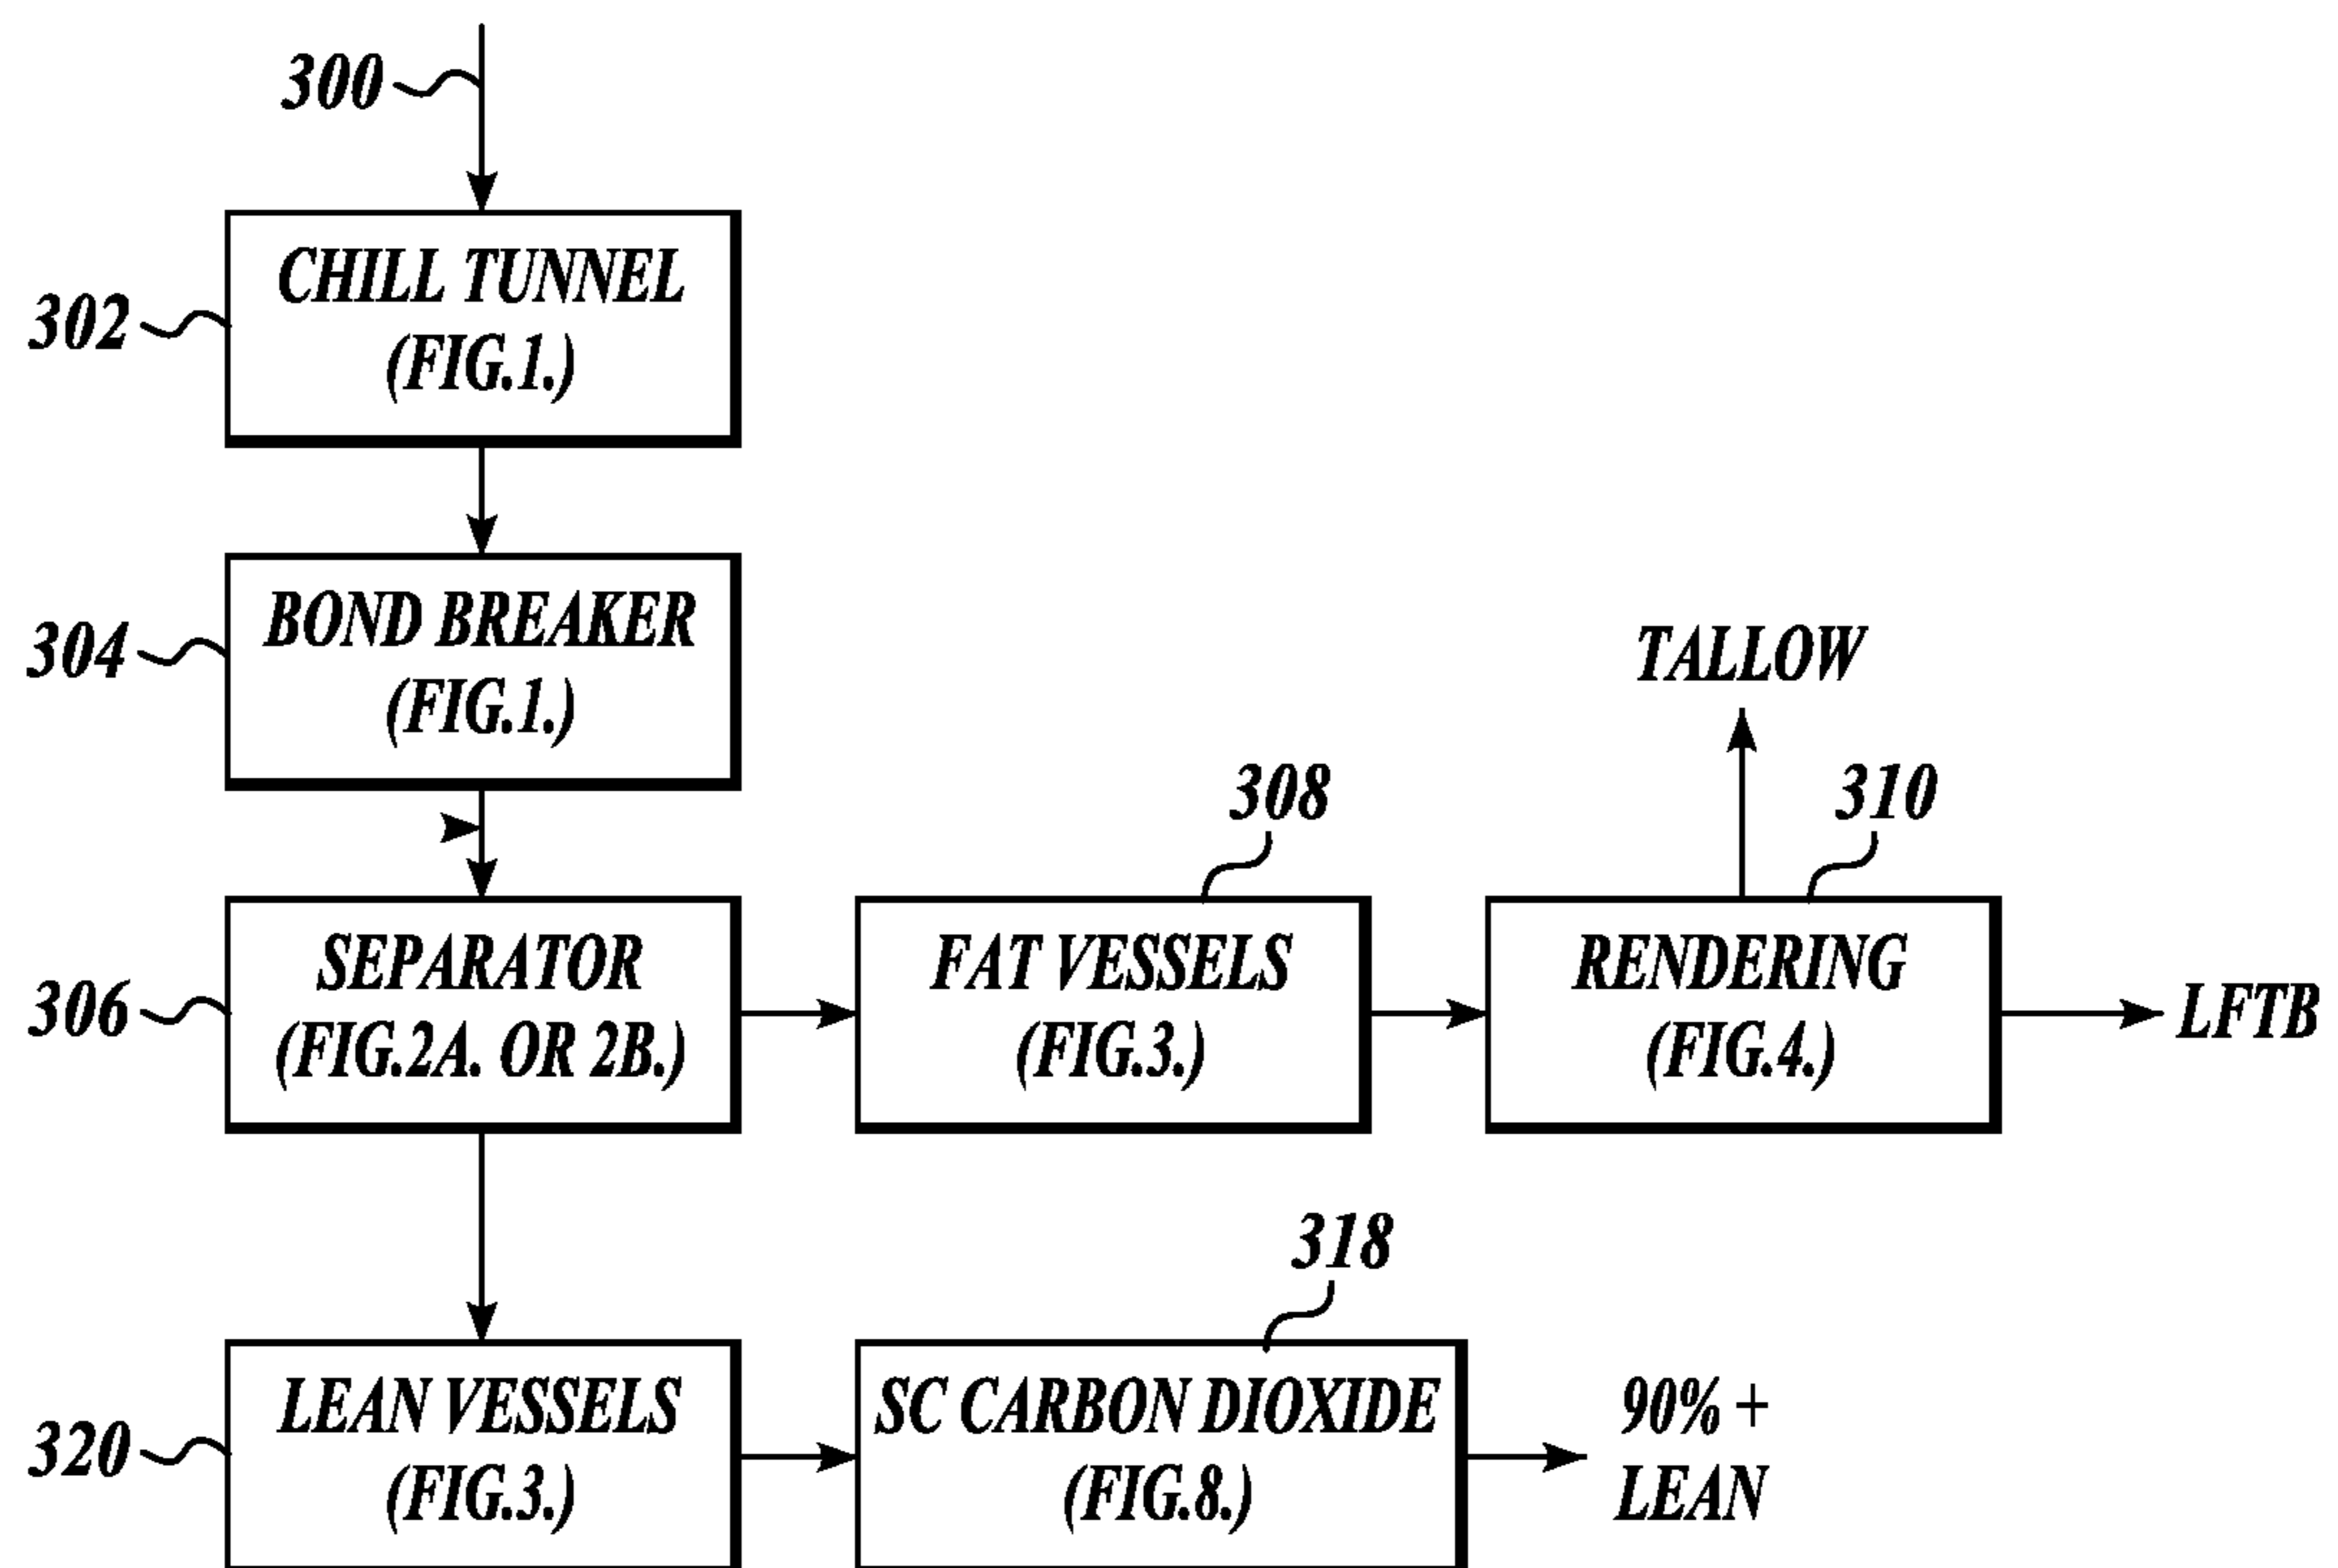 300
302
CHILL TUNNEL
(FIG.1.)
304
BOND BREAKER
(FIG.1.)
TALLOW
308
310
306
SEPARATOR
(FIG.2A. OR 2B.)
FAT VESSELS
(FIG.3.)
RENDERING
(FIG.4.)
LFTB
318
320
LEAN VESSELS
(FIG.3.)
SC CARBON DIOXIDE
(FIG.8.)
90% +
LEAN